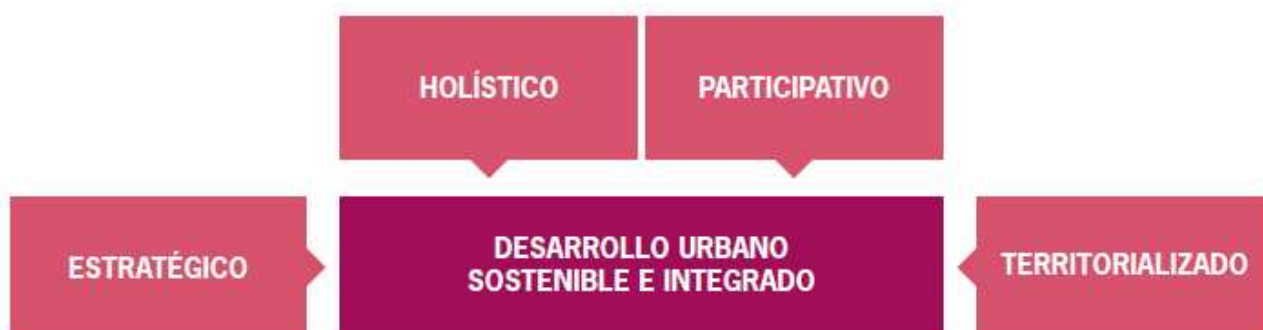 HOLÍSTICO
PARTICIPATIVO
ESTRATÉGICO
DESARROLLO URBANO
SOSTENIBLE E INTEGRADO
TERRITORIALIZADO